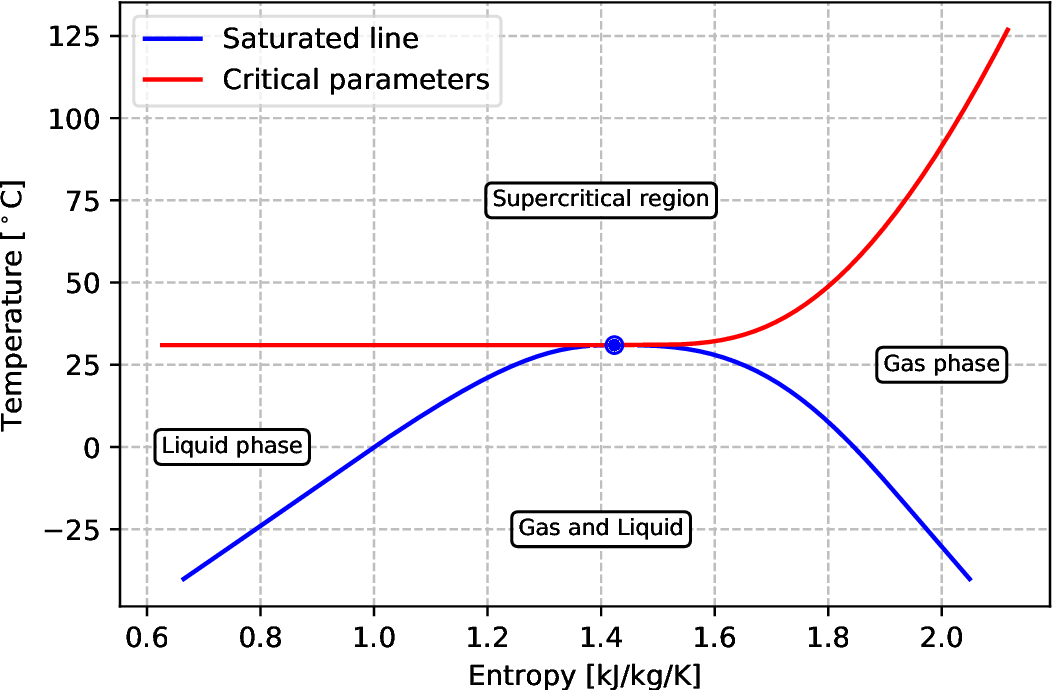 Saturated line
Critical parameters
125
100
75
50
25
0
−25
Temperature [°C]
Supercritical region
Gas phase
Liquid phase
Gas and Liquid
0.6 0.8 1.0 1.2 1.4 1.6 1.8 2.0
Entropy [kJ/kg/K]